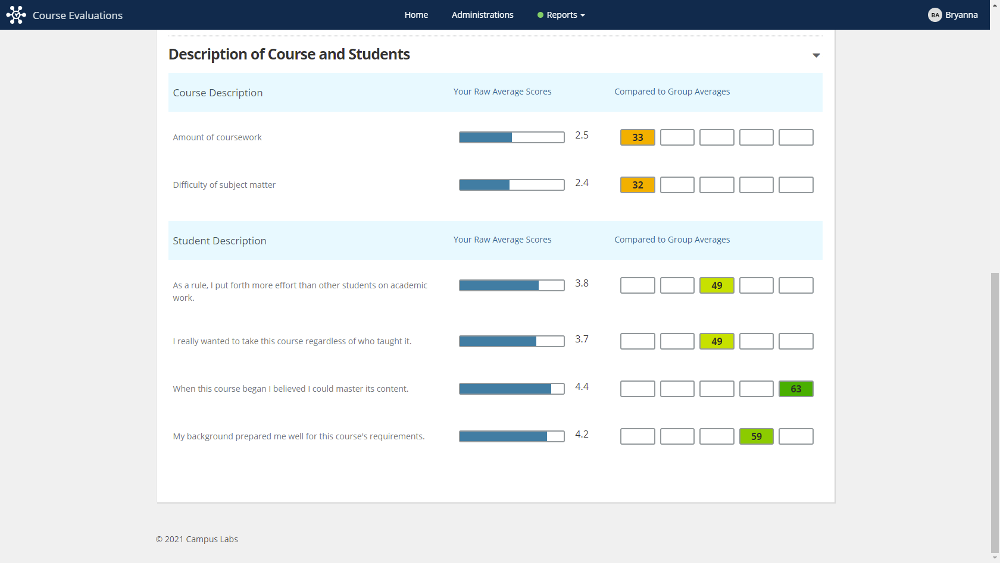 Course Evaluations
Home
Administrations
Reports
BA
Bryanna
Description of Course and Students
Course Description
Your Raw Average Scores
Compared to Group Averages
Amount of coursework
2.5
33
Difficulty of subject matter
2.4
32
Student Description
Your Raw Average Scores
Compared to Group Averages
As a rule, I put forth more effort than other students on academic
work.
3.8
49
I really wanted to take this course regardless of who taught it.
3.7
49
When this course began I believed I could master its content.
4.4
63
My background prepared me well for this course's requirements.
4.2
59
© 2021 Campus Labs